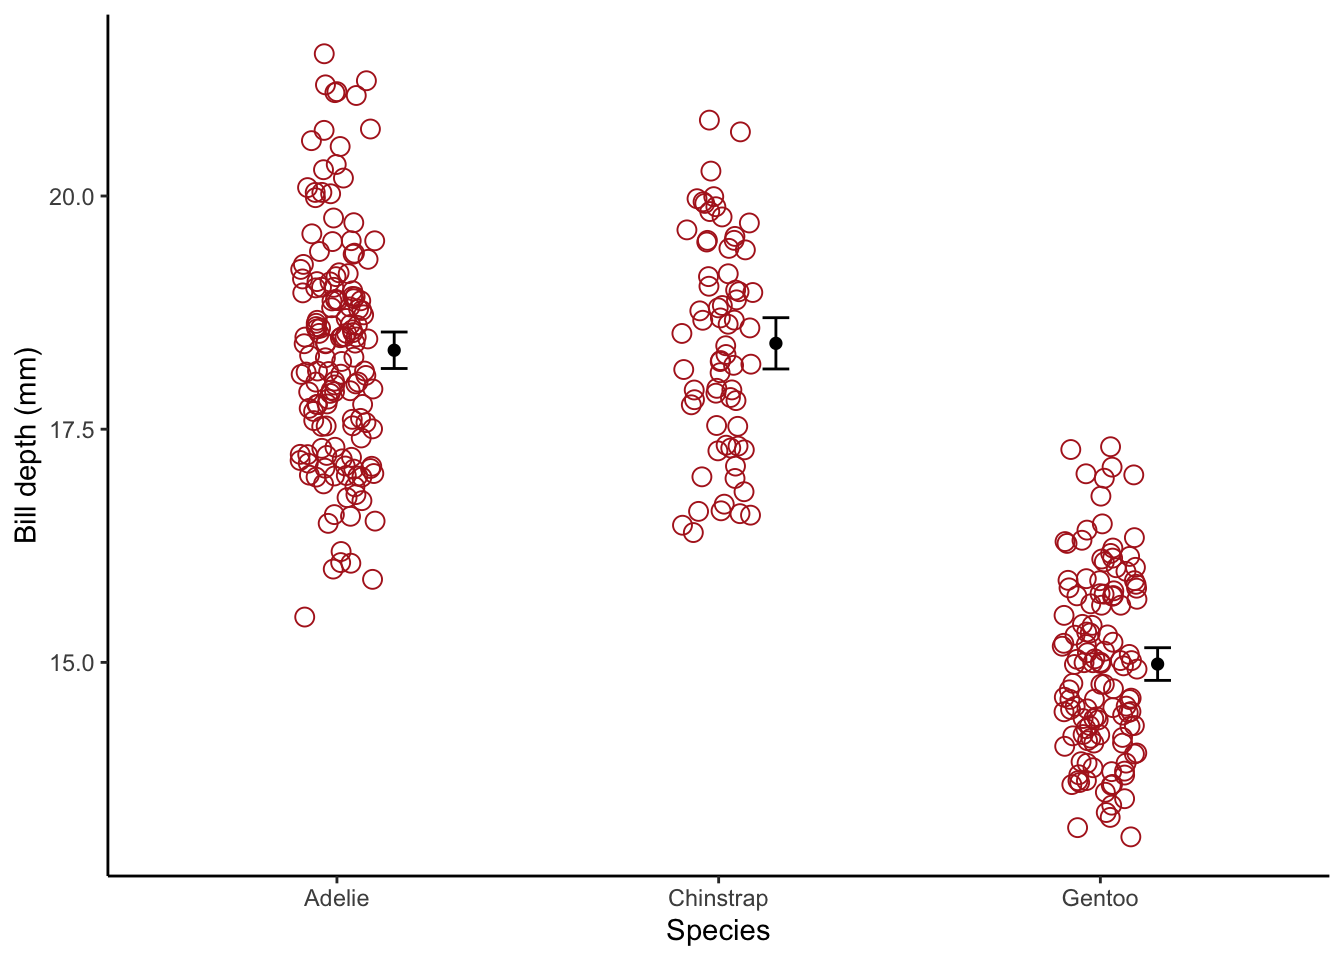 Bill depth (mm)
20.0
17.5
15.0
Adelie
Chinstrap
Gentoo
Species